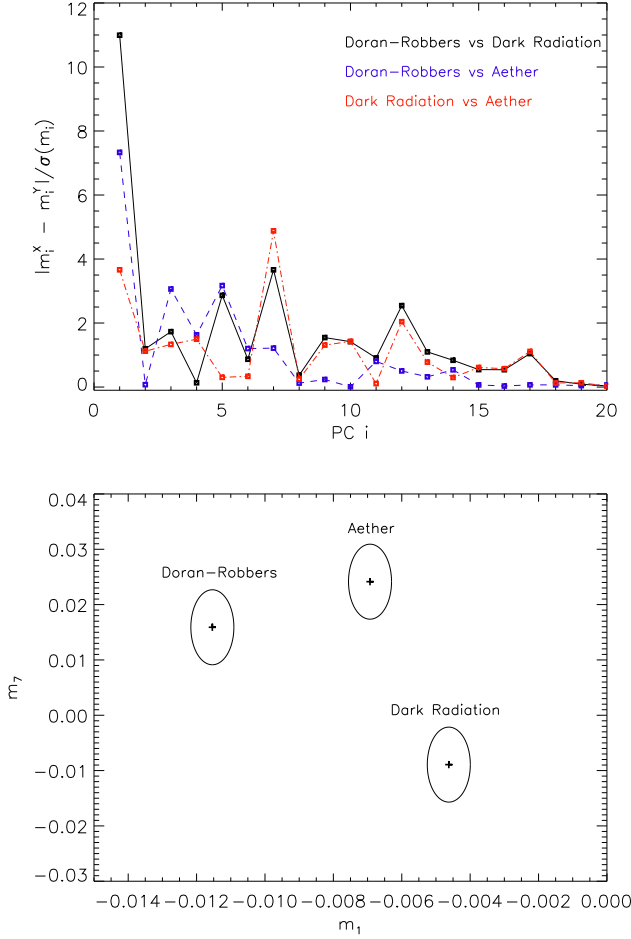 12
10
8
6
4
2
0
|m_i^X − m_i^Y|/σ(m_i)
Doran−Robbers vs Dark Radiation
Doran−Robbers vs Aether
Dark Radiation vs Aether
0 5 10 15 20
PC i
0.04
0.03
0.02
0.01
0.00
−0.01
−0.02
−0.03
m_7
Aether
Doran−Robbers
Dark Radiation
−0.014 −0.012 −0.010 −0.008 −0.006 −0.004 −0.002 0.000
m_1